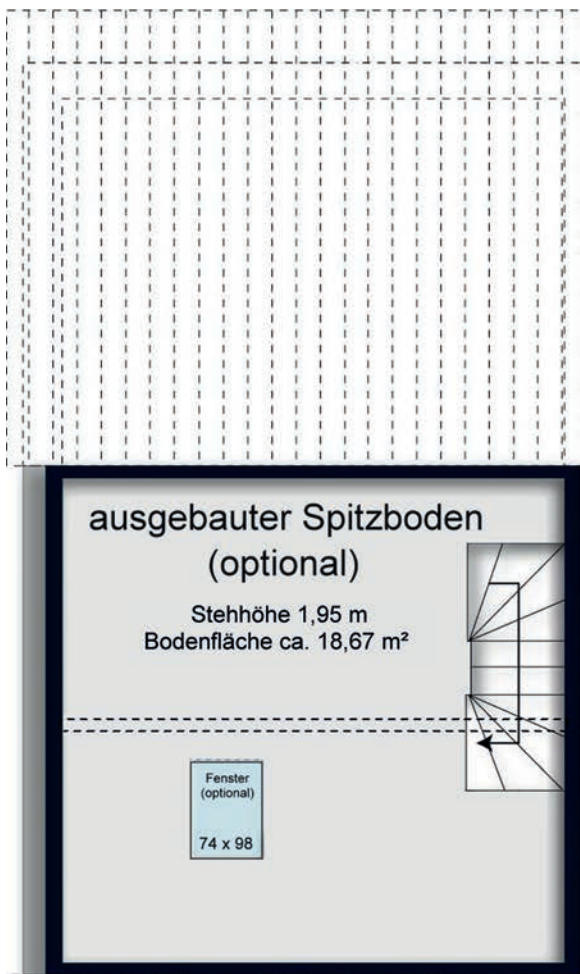 ausgebauter Spitzboden
(optional)
Stehhöhe 1,95 m
Bodenfläche ca. 18,67 m²
Fenster
(optional)
74 x 98